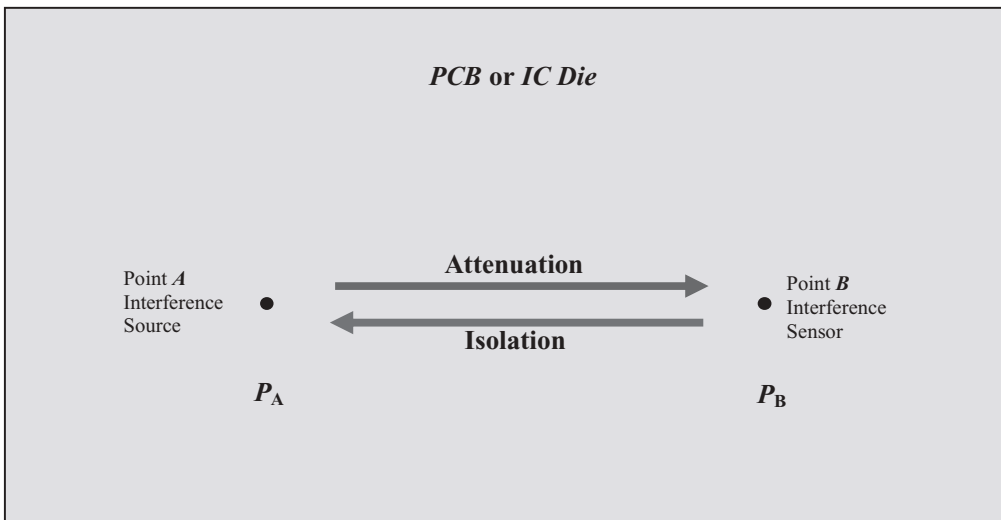 PCB or IC Die
Attenuation
Point A
Interference
Source
Point B
Interference
Sensor
Isolation
PA
PB